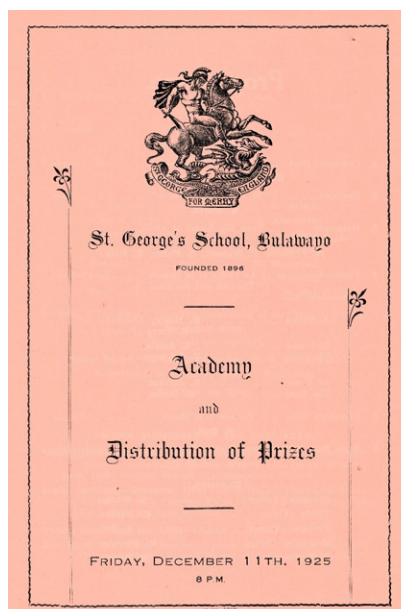 ST GEORGE FOR MERRY ENGLAND
St. George's School, Bulawayo
FOUNDED 1896
Academy
and
Distribution of Prizes
FRIDAY, DECEMBER 11TH, 1925
8 P.M.